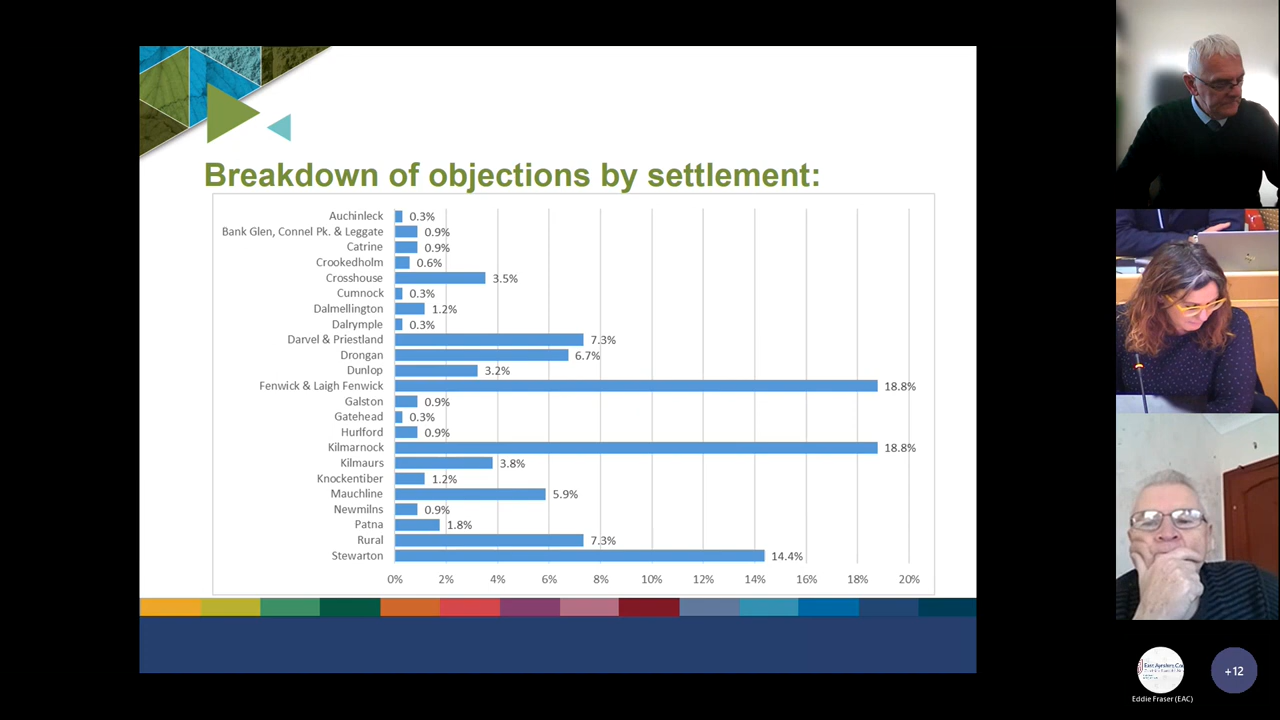 Breakdown of objections by settlement:
Auchinleck 0.3%
Bank Glen, Connel Pk. & Leggate 0.9%
Catrine 0.9%
Crookedholm 0.6%
Crosshouse 3.5%
Cumnock 0.3%
Dalmellington 1.2%
Dalrymple 0.3%
Darvel & Priestland 7.3%
Drongan 6.7%
Dunlop 3.2%
Fenwick & Laigh Fenwick 18.8%
Galston 0.9%
Gatehead 0.3%
Hurlford 0.9%
Kilmarnock 18.8%
Kilmaurs 3.8%
Knockentiber 1.2%
Mauchline 5.9%
Newmilns 0.9%
Patna 1.8%
Rural 7.3%
Stewarton 14.4%
0% 2% 4% 6% 8% 10% 12% 14% 16% 18% 20%
East Ayrshire Co
+12
Eddie Fraser (EAC)